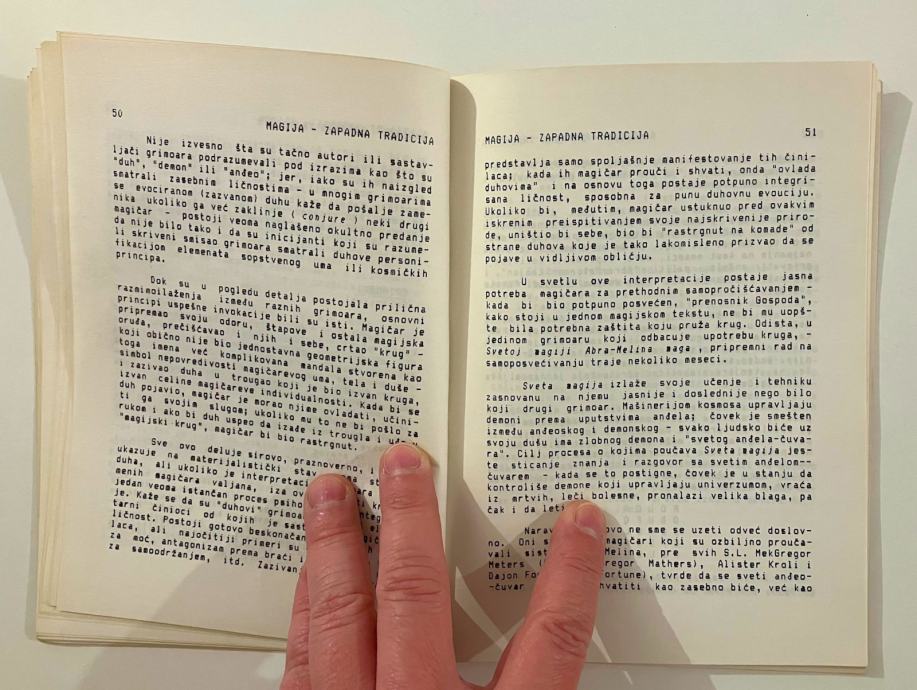 50
MAGIJA - ZAPADNA TRADICIJA
Nije izvesno šta su tačno autori ili sastav-
ljači grimoara podrazumevali pod izrazima kao što su
"duh", "demon" ili "anđeo"; jer, iako su ih naizgled
smatrali zasebnim ličnostima - u mnogim grimoarima
se evociranom (zazvanom) duhu kaže da pošalje zame-
nika ukoliko ga već zaklinje (conjure) neki drugi
magičar - postoji veoma naglašeno okultno predanje
da nije bilo tako i da su inicijanti koji su razume-
li skriveni smisao grimoara smatrali duhove personi-
fikacijom elemenata sopstvenog uma ili kosmičkih
principa.
Dok su u pogledu detalja postojala prilična
razmimoilaženja između raznih grimoara, osnovni
principi uspešne invokacije bili su isti. Magičar je
pripremao svoju odoru, štapove i ostala magijska
oruđa, prečišćavao njih i sebe, crtao "krug" -
koji obično nije bio jednostavna geometrijska figura
toga imena već komplikovana mandala stvorena kao
simbol nepovredivosti magičarevog uma, tela i duše -
i zazivao duha u trougao koji je bio izvan kruga,
izvan celine magičareve individualnosti. kada bi se
duh pojavio, magičar je morao njime ovladati, učini-
ti ga svojim slugom; ukoliko mu to ne bi pošlo za
rukom i ako bi duh uspeo da izađe iz trougla i
"magijski krug", magičar bi bio rastrgnut.
Sve ovo deluje sirovo, praznoverno, i
ukazuje na materijalistički
duha, ali ukoliko je interpretaci
menih magičara valjana, iza ov
jedan veoma istančan proces psiho
je. Kaže se da su "duhovi" grimoa
tarni činioci od kojih je sast
ličnost. Postoji gotovo beskonačan
laca, ali najočitiji primeri su
za moć, antagonizam prema braći i
za samoodržanjem, itd. Zazivan
MAGIJA - ZAPADNA TRADICIJA
51
predstavlja samo spoljašnje manifestovanje tih čini-
laca; kada ih magičar prouči i shvati, onda "ovlada
duhovima" i na osnovu toga postaje potpuno integri-
sana ličnost, sposobna za punu duhovnu evouciju.
Ukoliko bi, međutim, magičar ustuknuo pred ovakvim
iskrenim preispitivanjem svoje najskrivenije priro-
de, uništio bi sebe, bio bi "rastrgnut na komade" od
strane duhova koje je tako lakomisleno prizvao da se
pojave u vidljivom obličju.
U svetlu ove interpretacije postaje jasna
potreba magičara za prethodnim samopročišćavanjem -
kada bi bio potpuno posvećen, "prenosnik Gospoda",
kako stoji u jednom magijskom tekstu, ne bi mu uopš-
te bila potrebna zaštita koju pruža krug. Odista, u
jedinom grimoaru koji odbacuje upotrebu kruga, -
Svetoj magiji Abra-Melina maga, pripremni rad na
samoposvećivanju traje nekoliko meseci.
Sveta magija izlaže svoje učenje i tehniku
zasnovanu na njemu jasnije i doslednije nego bilo
koji drugi grimoar. Mašinerijom kosmosa upravljaju
demoni prema uputstvima anđela; čovek je smešten
između anđeoskog i demonskog - svako ljudsko biće uz
svoju dušu ima zlobnog demona i "svetog anđela-čuva-
ra". Cilj procesa o kojima poučava Sveta magija jes-
te sticanje znanja i razgovor sa svetim anđelom--
čuvarem - kada se to postigne, čovek je u stanju da
kontroliše demone koji upravljaju univerzumom, vraća
iz mrtvih, leči bolesne, pronalazi velika blaga, pa
čak i da leti
Narav ovo ne sme se uzeti odveć doslov-
no. Oni s magičari koji su ozbiljno prouča-
vali sist Melina, pre svih S.L. MekGregor
Meters ( regor Mathers), Alister Kroli i
Dajon Fo ortune), tvrde da se sveti anđeo-
-čuvar hvatiti kao zasebno biće, već kao